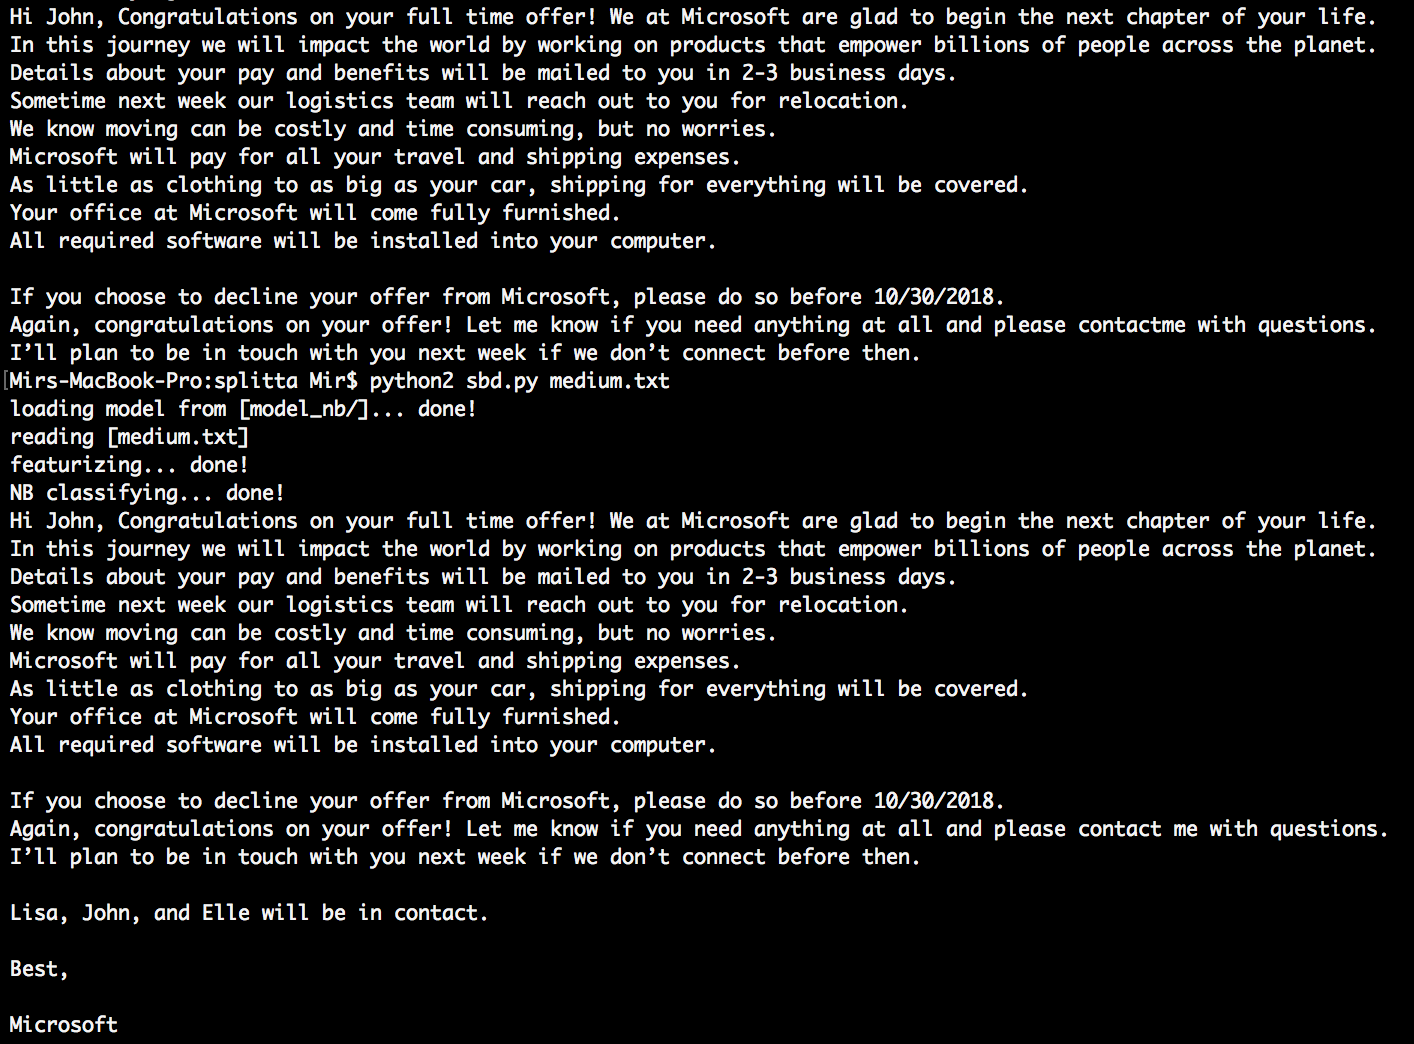 Hi John, Congratulations on your full time offer! We at Microsoft are glad to begin the next chapter of your life.
In this journey we will impact the world by working on products that empower billions of people across the planet.
Details about your pay and benefits will be mailed to you in 2-3 business days.
Sometime next week our logistics team will reach out to you for relocation.
We know moving can be costly and time consuming, but no worries.
Microsoft will pay for all your travel and shipping expenses.
As little as clothing to as big as your car, shipping for everything will be covered.
Your office at Microsoft will come fully furnished.
All required software will be installed into your computer.

If you choose to decline your offer from Microsoft, please do so before 10/30/2018.
Again, congratulations on your offer! Let me know if you need anything at all and please contactme with questions.
I’ll plan to be in touch with you next week if we don’t connect before then.
[Mirs-MacBook-Pro:splitta Mir$ python2 sbd.py medium.txt
loading model from [model_nb/]... done!
reading [medium.txt]
featurizing... done!
NB classifying... done!
Hi John, Congratulations on your full time offer! We at Microsoft are glad to begin the next chapter of your life.
In this journey we will impact the world by working on products that empower billions of people across the planet.
Details about your pay and benefits will be mailed to you in 2-3 business days.
Sometime next week our logistics team will reach out to you for relocation.
We know moving can be costly and time consuming, but no worries.
Microsoft will pay for all your travel and shipping expenses.
As little as clothing to as big as your car, shipping for everything will be covered.
Your office at Microsoft will come fully furnished.
All required software will be installed into your computer.

If you choose to decline your offer from Microsoft, please do so before 10/30/2018.
Again, congratulations on your offer! Let me know if you need anything at all and please contact me with questions.
I’ll plan to be in touch with you next week if we don’t connect before then.

Lisa, John, and Elle will be in contact.

Best,

Microsoft